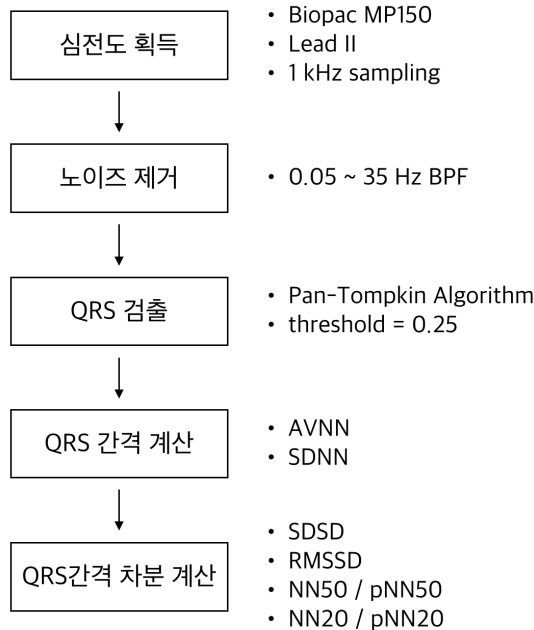 심전도 획득
• Biopac MP150
• Lead II
• 1 kHz sampling
노이즈 제거
• 0.05 ~ 35 Hz BPF
QRS 검출
• Pan-Tompkin Algorithm
• threshold = 0.25
QRS 간격 계산
• AVNN
• SDNN
QRS간격 차분 계산
• SDSD
• RMSSD
• NN50 / pNN50
• NN20 / pNN20